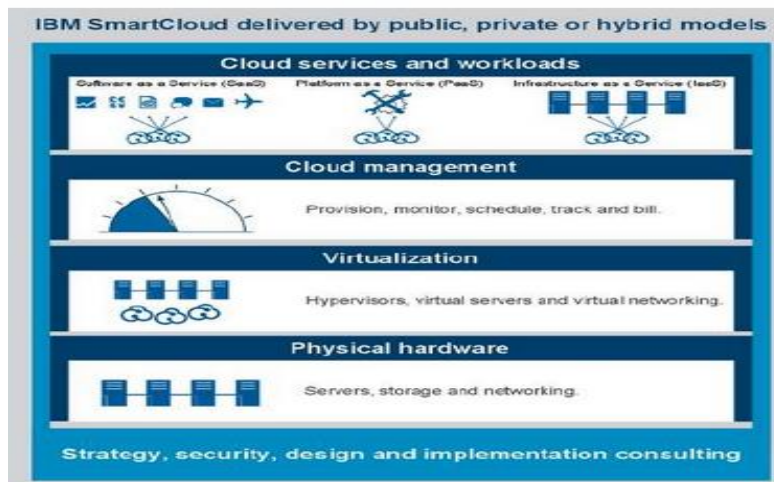 IBM SmartCloud delivered by public, private or hybrid models
Cloud services and workloads
Software as a Service (SaaS) Platform as a Service (PaaS) Infrastructure as a Service (IaaS)
Cloud management
Provision, monitor, schedule, track and bill.
Virtualization
Hypervisors, virtual servers and virtual networking.
Physical hardware
Servers, storage and networking.
Strategy, security, design and implementation consulting